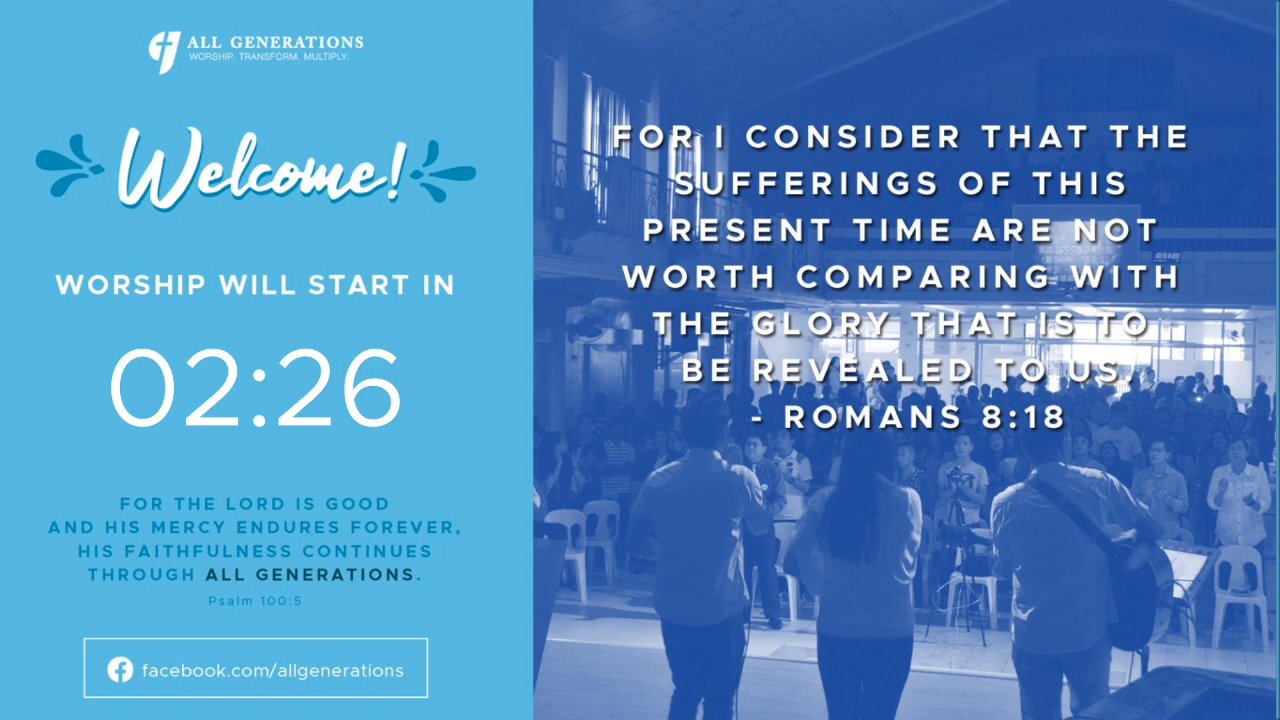 ALL GENERATIONS
WORSHIP. TRANSFORM. MULTIPLY.
Welcome!
WORSHIP WILL START IN
02:26
FOR THE LORD IS GOOD
AND HIS MERCY ENDURES FOREVER,
HIS FAITHFULNESS CONTINUES
THROUGH ALL GENERATIONS.
Psalm 100:5
facebook.com/allgenerations
FOR I CONSIDER THAT THE
SUFFERINGS OF THIS
PRESENT TIME ARE NOT
WORTH COMPARING WITH
THE GLORY THAT IS TO
BE REVEALED TO US.
- ROMANS 8:18